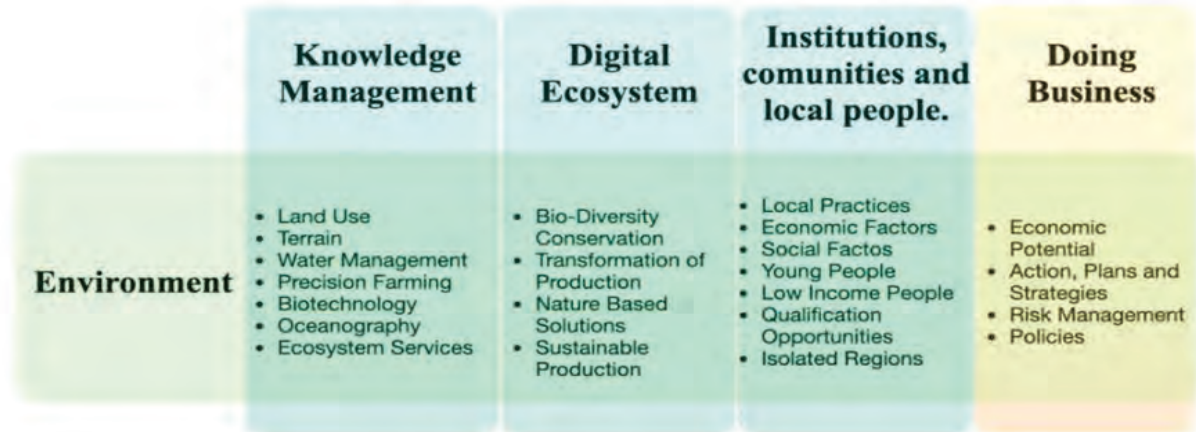 Knowledge
Management
Digital
Ecosystem
Institutions,
comunities and
local people.
Doing
Business
Environment
• Land Use
• Terrain
• Water Management
• Precision Farming
• Biotechnology
• Oceanography
• Ecosystem Services
• Bio-Diversity
Conservation
• Transformation of
Production
• Nature Based
Solutions
• Sustainable
Production
• Local Practices
• Economic Factors
• Social Factos
• Young People
• Low Income People
• Qualification
Opportunities
• Isolated Regions
• Economic
Potential
• Action, Plans and
Strategies
• Risk Management
• Policies